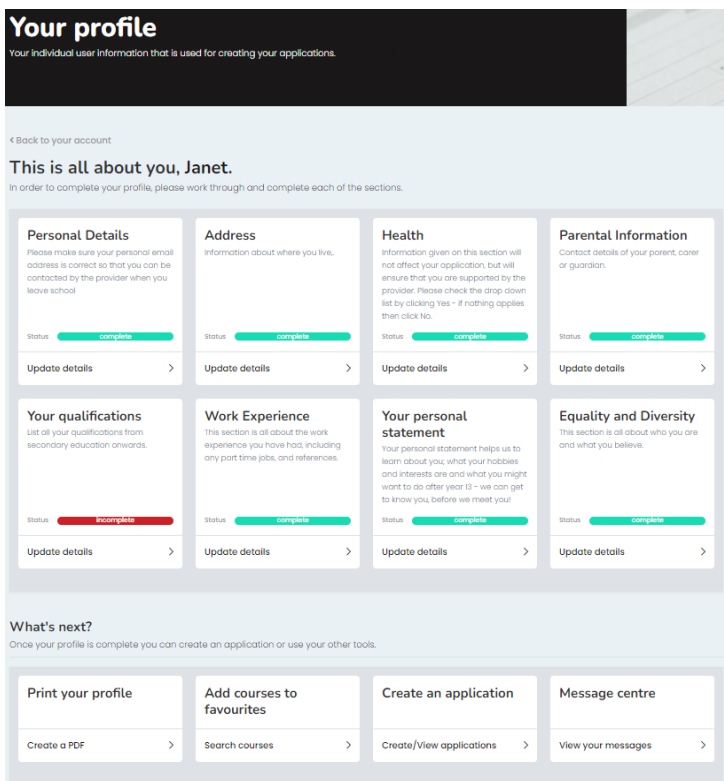 Your profile
Your individual user information that is used for creating your applications.
Back to your account
This is all about you, Janet.
In order to complete your profile, please work through and complete each of the sections.
Personal Details
Please make sure your personal email
address is correct so that you can be
contacted by the provider when you
leave school
Status complete
Update details
Address
Information about where you live,.
Status complete
Update details
Health
Information given on this section will
not affect your application, but will
ensure that you are supported by the
provider. Please check the drop down
list by clicking Yes - if nothing applies
then click No.
Status complete
Update details
Parental Information
Contact details of your parent, carer
or guardian.
Status complete
Update details
Your qualifications
List all your qualifications from
secondary education onwards.
Status incomplete
Update details
Work Experience
This section is all about the work
experience you have had, including
any part time jobs, and references.
Status complete
Update details
Your personal
statement
Your personal statement helps us to
learn about you; what your hobbies
and interests are and what you might
want to do after year 13 - we can get
to know you, before we meet you!
Status complete
Update details
Equality and Diversity
This section is all about who you are
and what you believe.
Status complete
Update details
What's next?
Once your profile is complete you can create an application or use your other tools.
Print your profile
Create a PDF
Add courses to
favourites
Search courses
Create an application
Create/View applications
Message centre
View your messages